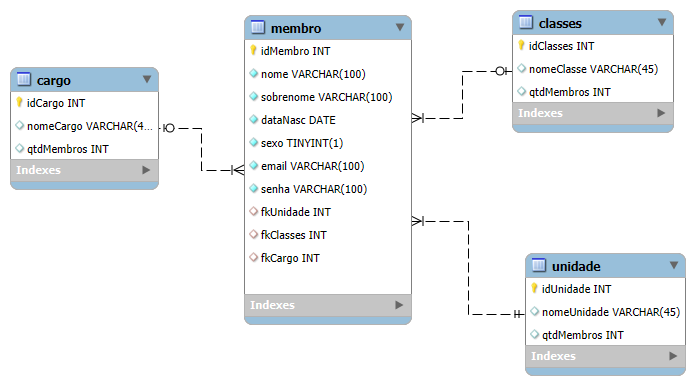 cargo
idCargo INT
nomeCargo VARCHAR(4...
qtdMembros INT
Indexes
membro
idMembro INT
nome VARCHAR(100)
sobrenome VARCHAR(100)
dataNasc DATE
sexo TINYINT(1)
email VARCHAR(100)
senha VARCHAR(100)
fkUnidade INT
fkClasses INT
fkCargo INT
Indexes
classes
idClasses INT
nomeClasse VARCHAR(45)
qtdMembros INT
Indexes
unidade
idUnidade INT
nomeUnidade VARCHAR(45)
qtdMembros INT
Indexes